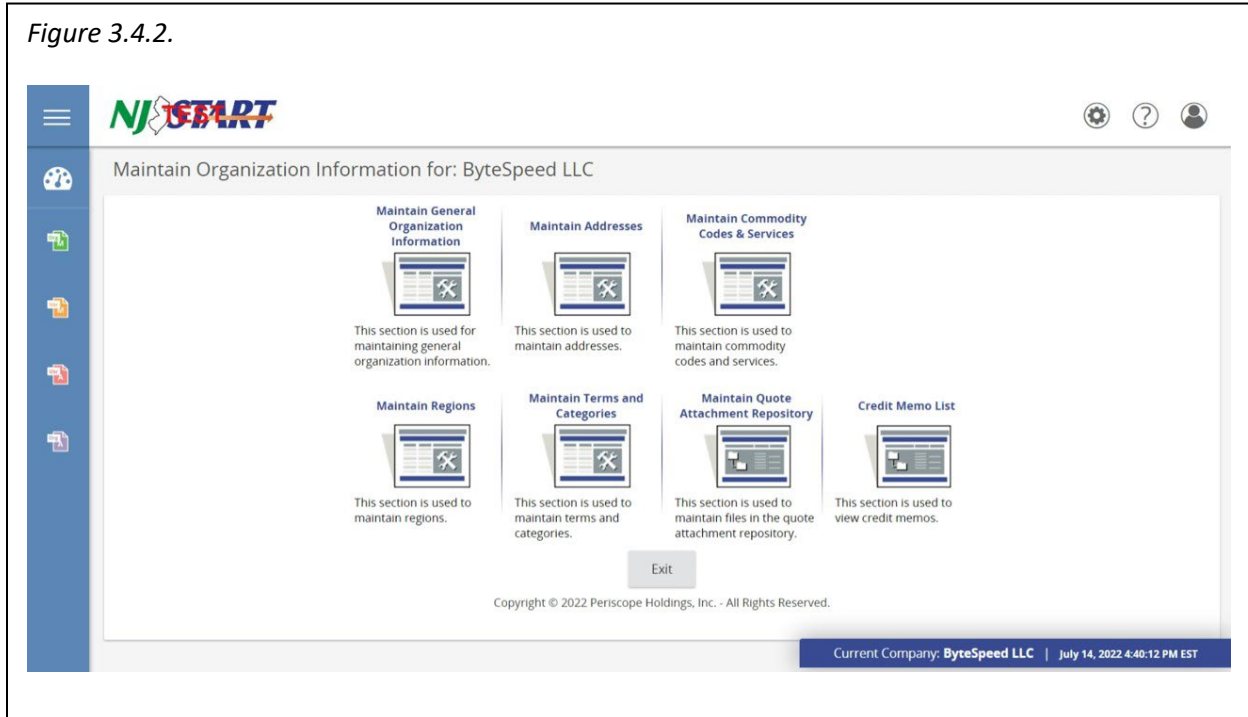 Figure 3.4.2.
NJ START
TEST
Maintain Organization Information for: ByteSpeed LLC
Maintain General
Organization
Information
Maintain Addresses
Maintain Commodity
Codes & Services
This section is used for
maintaining general
organization information.
This section is used to
maintain addresses.
This section is used to
maintain commodity
codes and services.
Maintain Regions
Maintain Terms and
Categories
Maintain Quote
Attachment Repository
Credit Memo List
This section is used to
maintain regions.
This section is used to
maintain terms and
categories.
This section is used to
maintain files in the quote
attachment repository.
This section is used to
view credit memos.
Exit
Copyright © 2022 Periscope Holdings, Inc. - All Rights Reserved.
Current Company: ByteSpeed LLC | July 14, 2022 4:40:12 PM EST